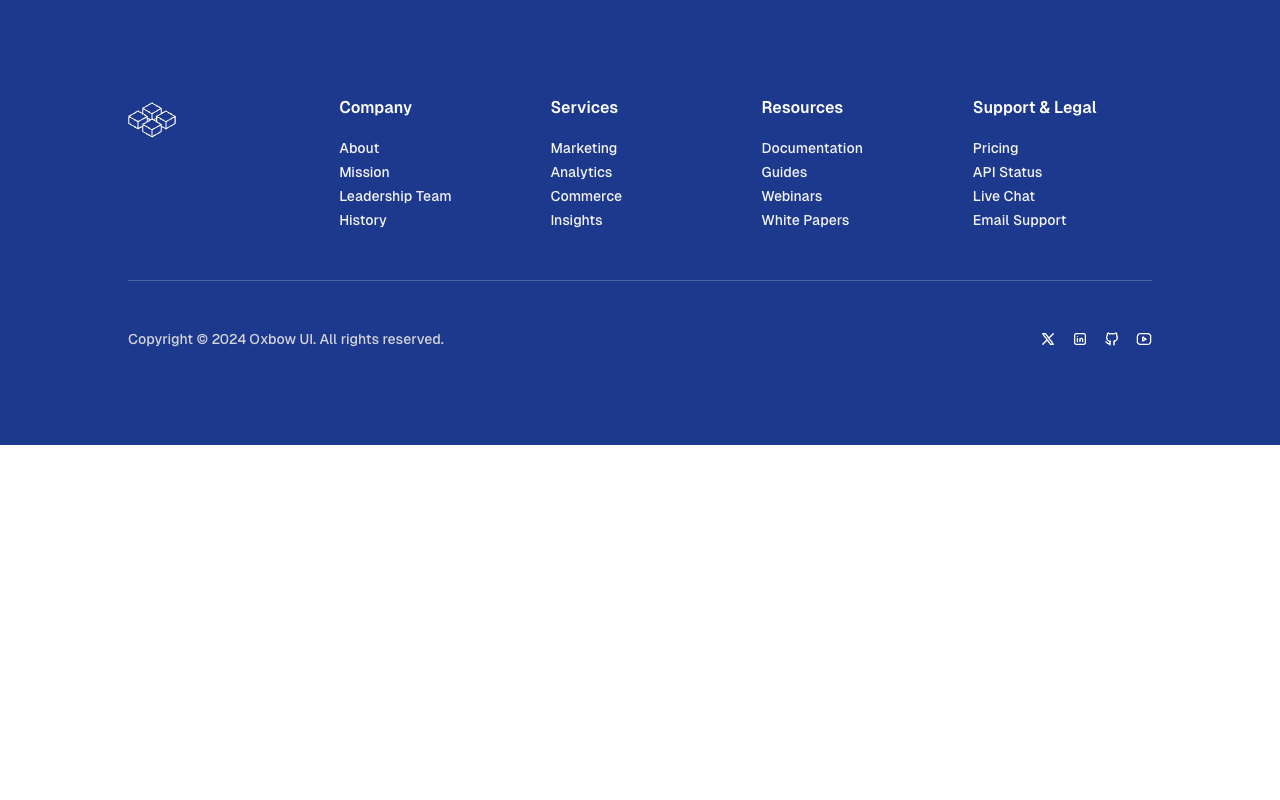 Company
About
Mission
Leadership Team
History
Services
Marketing
Analytics
Commerce
Insights
Resources
Documentation
Guides
Webinars
White Papers
Support & Legal
Pricing
API Status
Live Chat
Email Support
Copyright © 2024 Oxbow UI. All rights reserved.